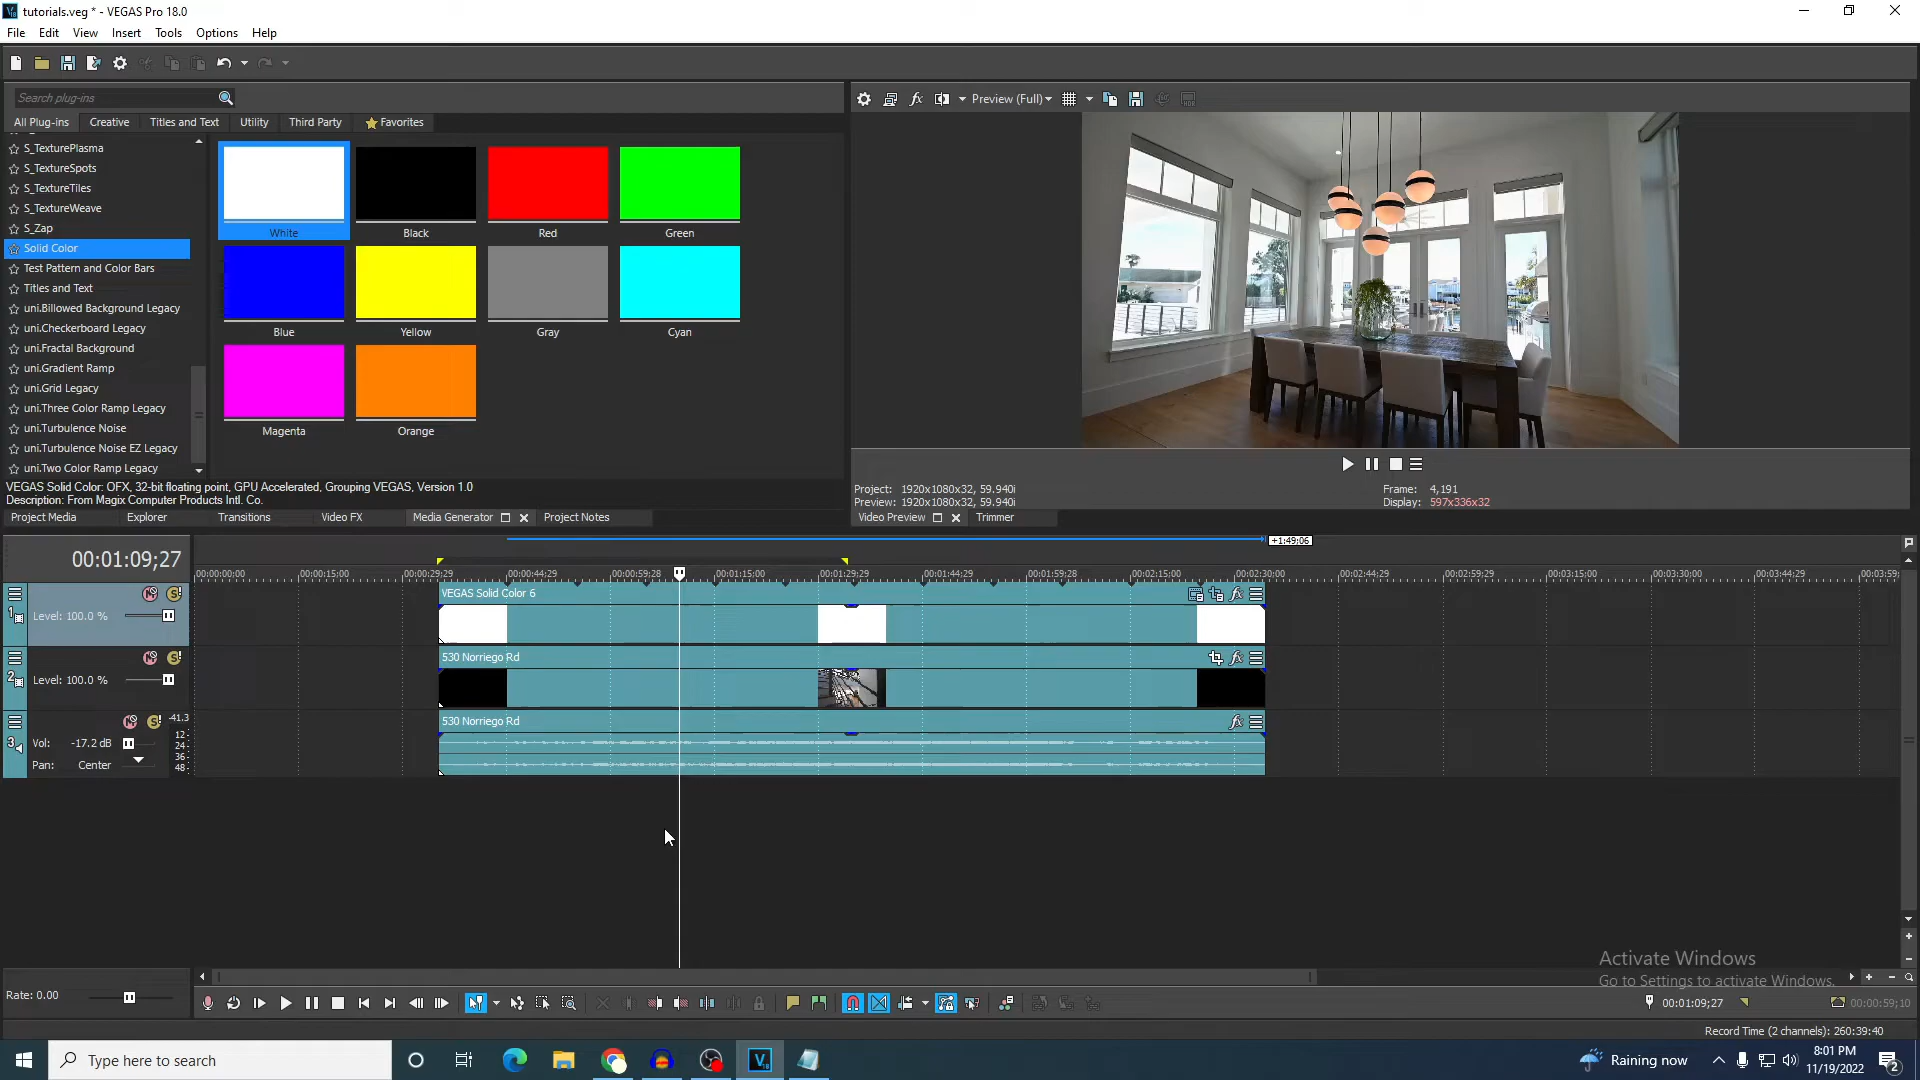 tutorials.veg * - VEGAS Pro 18.0
File Edit View Insert Tools Options Help
Search plug-ins
All Plug-ins Creative Titles and Text Utility Third Party Favorites
Preview (Full)
S_TexturePlasma
S_TextureSpots
S_TextureTiles
S_TextureWeave
S_Zap
Solid Color
Test Pattern and Color Bars
Titles and Text
uni.Billowed Background Legacy
uni.Checkerboard Legacy
uni.Fractal Background
uni.Gradient Ramp
uni.Grid Legacy
uni.Three Color Ramp Legacy
uni.Turbulence Noise
uni.Turbulence Noise EZ Legacy
uni.Two Color Ramp Legacy
White Black Red Green
Blue Yellow Gray Cyan
Magenta Orange
VEGAS Solid Color: OFX, 32-bit floating point, GPU Accelerated, Grouping VEGAS, Version 1.0
Description: From Magix Computer Products Intl. Co.
Project Media Explorer Transitions Video FX Media Generator Project Notes
Project: 1920x1080x32, 59.940i
Preview: 1920x1080x32, 59.940i
Frame: 4,191
Display: 597x336x32
Video Preview Trimmer
00:01:09;27
+1:49:06
00:00:00;00 00:00:15;00 00:00:29;29 00:00:44;29 00:00:59;28 00:01:15;00 00:01:29;29 00:01:44;29 00:01:59;28 00:02:15;00 00:02:30;00 00:02:44;29 00:02:59;29 00:03:15;00 00:03:30;00 00:03:44;29 00:03:59;
1
Level: 100.0 %
VEGAS Solid Color 6
2
Level: 100.0 %
530 Norriego Rd
3
Vol: -17.2 dB
Pan: Center
-41.3
12-
24-
36-
48-
530 Norriego Rd
Rate: 0.00
Activate Windows
Go to Settings to activate Windows.
00:01:09;27
00:00:59;10
Record Time (2 channels): 260:39:40
Type here to search
Raining now
8:01 PM
11/19/2022
2